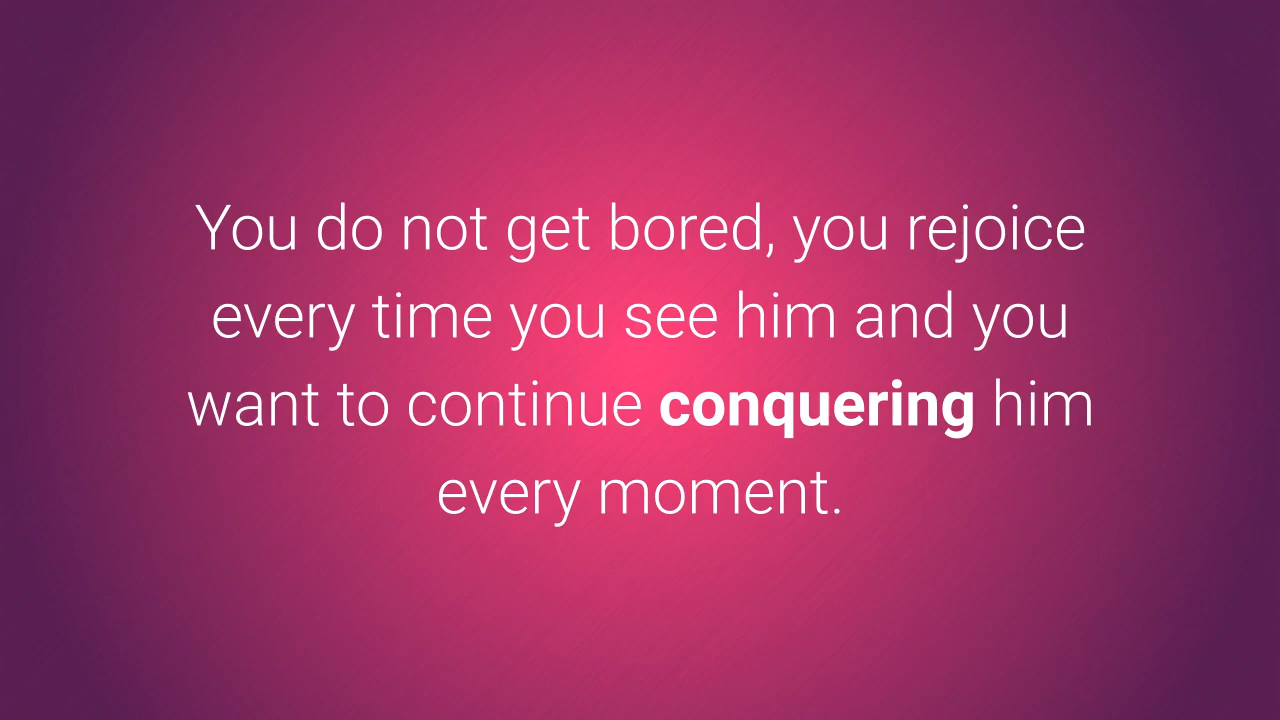 You do not get bored, you rejoice
every time you see him and you
want to continue conquering him
every moment.